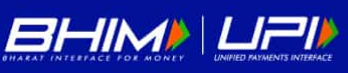 BHIM
BHARAT INTERFACE FOR MONEY
UPI
UNIFIED PAYMENTS INTERFACE